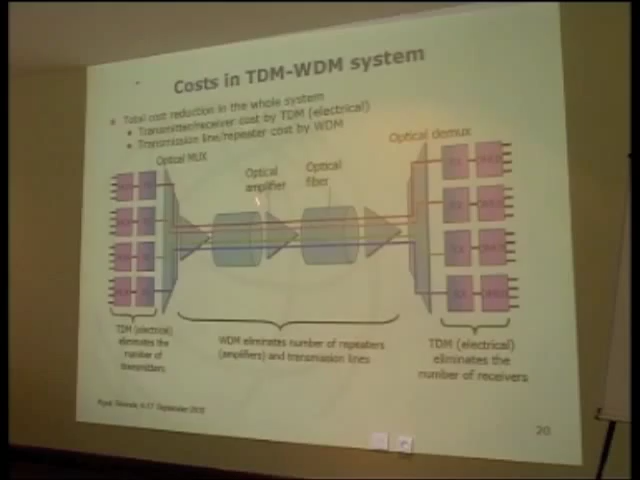 Costs in TDM-WDM system
Total cost reduction in the whole system
Transmitter/receiver cost by TDM (electrical)
Transmission line/repeater cost by WDM
Optical MUX
Optical
amplifier
Optical
fiber
Optical demux
TDM (electrical)
eliminates the
number of
transmitters
WDM eliminates number of repeaters
(amplifiers) and transmission lines
TDM (electrical)
eliminates the
number of receivers
September
20